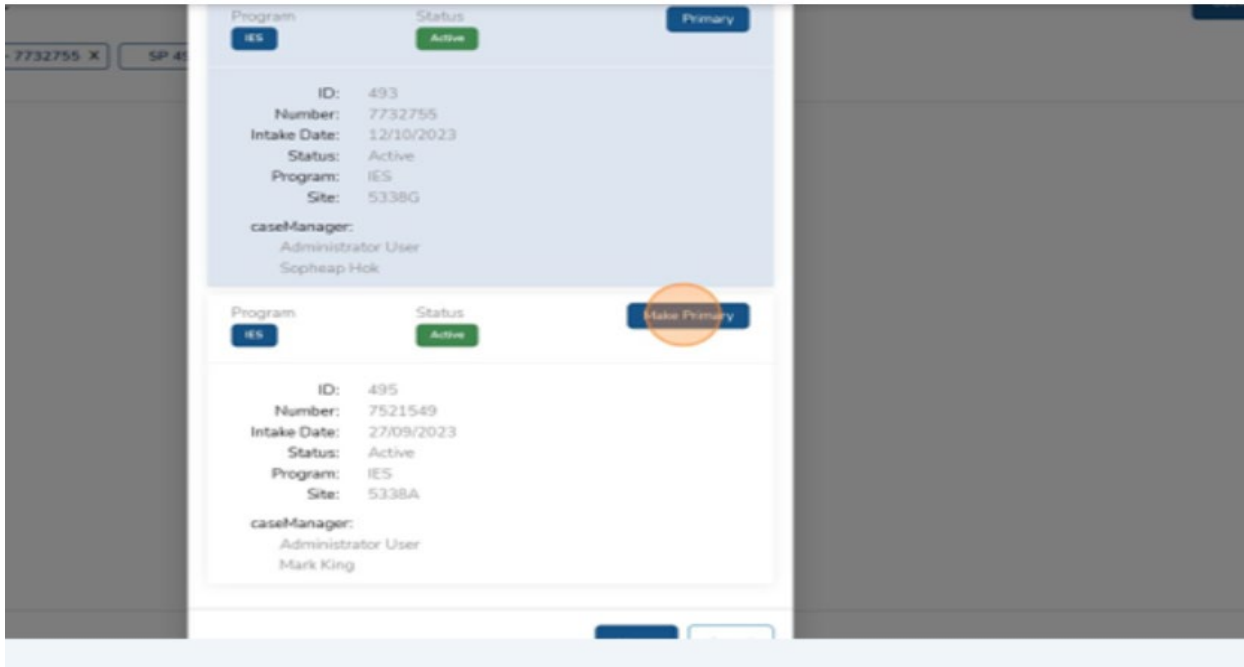 Program Status Primary
IES Active
- 7732755 X SP 49
ID: 493
Number: 7732755
Intake Date: 12/10/2023
Status: Active
Program: IES
Site: 5338G
caseManager:
Administrator User
Sopheap Hok
Program Status Make Primary
IES Active
ID: 495
Number: 7521549
Intake Date: 27/09/2023
Status: Active
Program: IES
Site: 5338A
caseManager:
Administrator User
Mark King